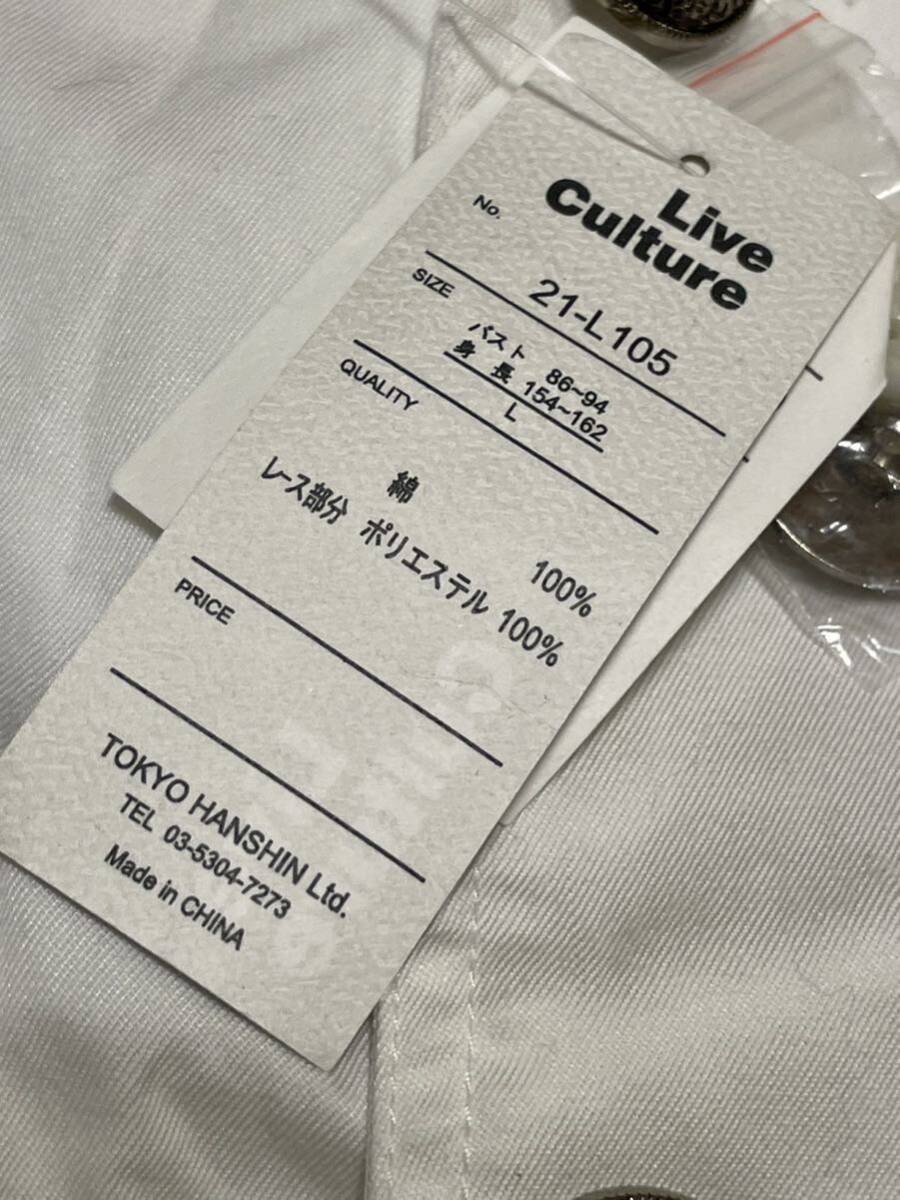 Live
Culture
No.
21-L105
SIZE
バスト 86~94
身 長 154~162
L
QUALITY
綿 100%
レース部分 ポリエステル 100%
PRICE
TOKYO HANSHIN Ltd.
TEL 03-5304-7273
Made in CHINA